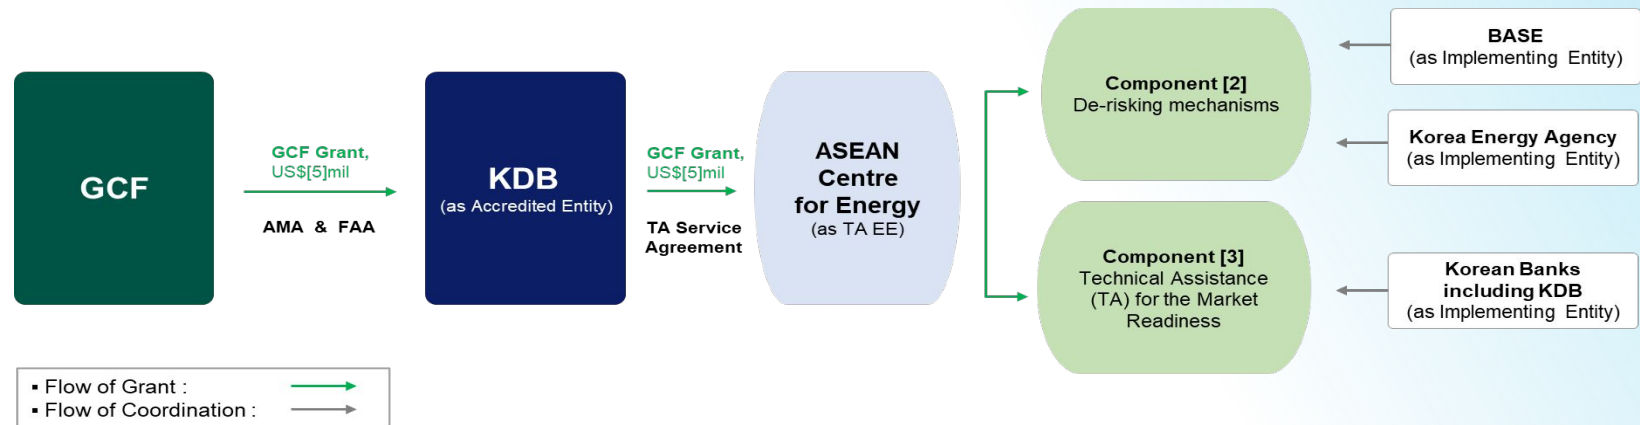 GCF
GCF Grant,
US$[5]mil
AMA & FAA
KDB
(as Accredited Entity)
GCF Grant,
US$[5]mil
TA Service
Agreement
ASEAN
Centre
for Energy
(as TA EE)
Component [2]
De-risking mechanisms
Component [3]
Technical Assistance
(TA) for the Market
Readiness
BASE
(as Implementing Entity)
Korea Energy Agency
(as Implementing Entity)
Korean Banks
including KDB
(as Implementing Entity)
▪ Flow of Grant :
▪ Flow of Coordination :